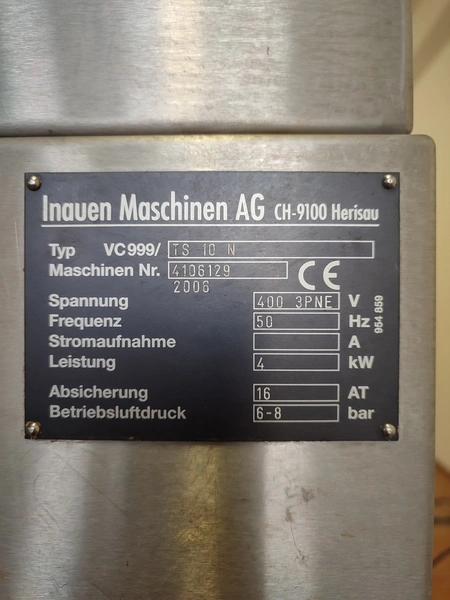 Inauen Maschinen AG CH-9100 Herisau
Typ VC999/ TS 10 N
Maschinen Nr. 4106129
2006
CE
Spannung 400 3PNE V
Frequenz 50 Hz
Stromaufnahme A
Leistung 4 kW
954 859
Absicherung 16 AT
Betriebsluftdruck 6-8 bar